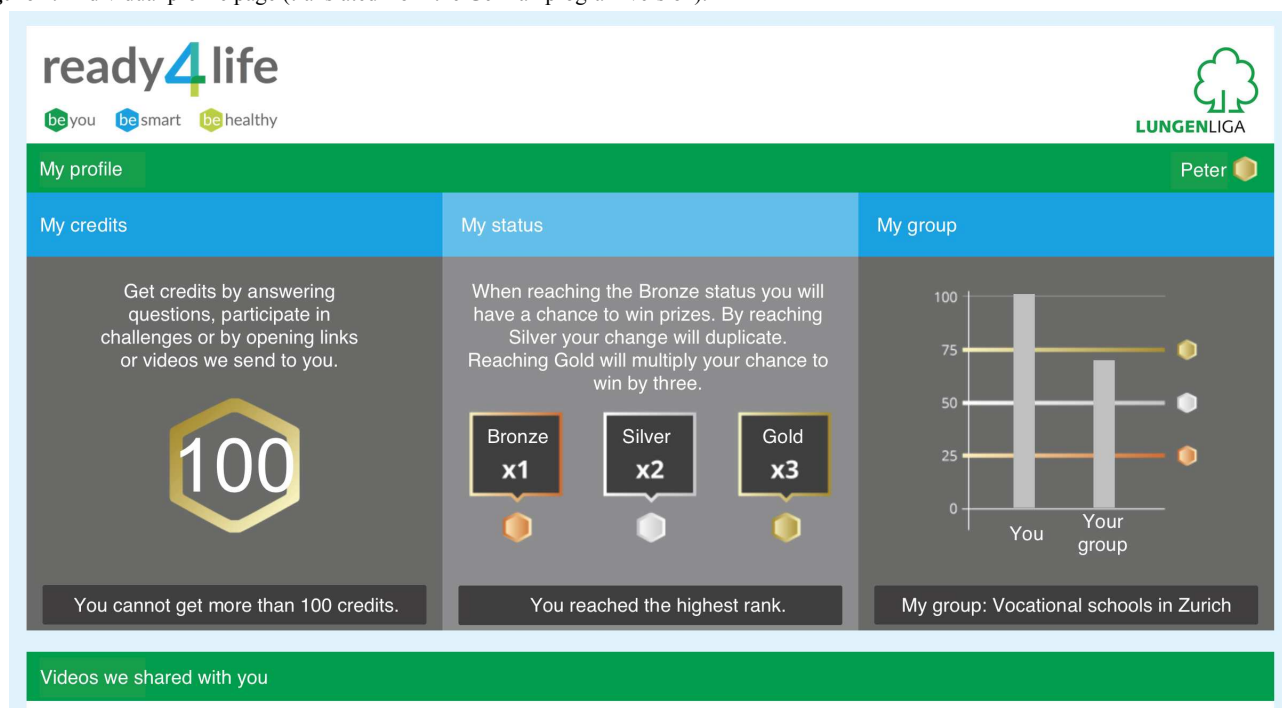 ready4life
beyou besmart behealthy
LUNGENLIGA
My profile
Peter
My credits
Get credits by answering
questions, participate in
challenges or by opening links
or videos we send to you.
100
You cannot get more than 100 credits.
My status
When reaching the Bronze status you will
have a chance to win prizes. By reaching
Silver your change will duplicate.
Reaching Gold will multiply your chance to
win by three.
Bronze
x1
Silver
x2
Gold
x3
You reached the highest rank.
My group
100
75
50
25
0
You
Your
group
My group: Vocational schools in Zurich
Videos we shared with you